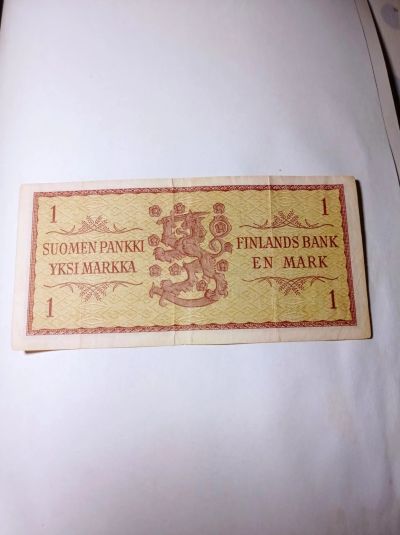 1 1
SUOMEN PANKKI FINLANDS BANK
YKSI MARKKA EN MARK
1 1